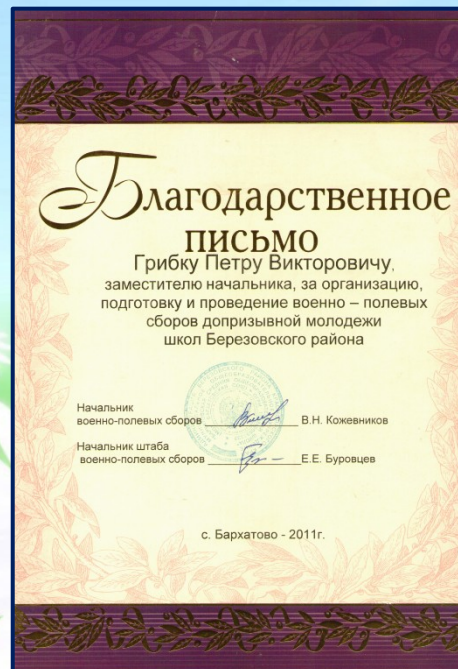 Благодарственное
письмо
Грибку Петру Викторовичу,
заместителю начальника, за организацию,
подготовку и проведение военно – полевых
сборов допризывной молодежи
школ Березовского района
Начальник
военно-полевых сборов В.Н. Кожевников
Начальник штаба
военно-полевых сборов Е.Е. Буровцев
с. Бархатово - 2011г.